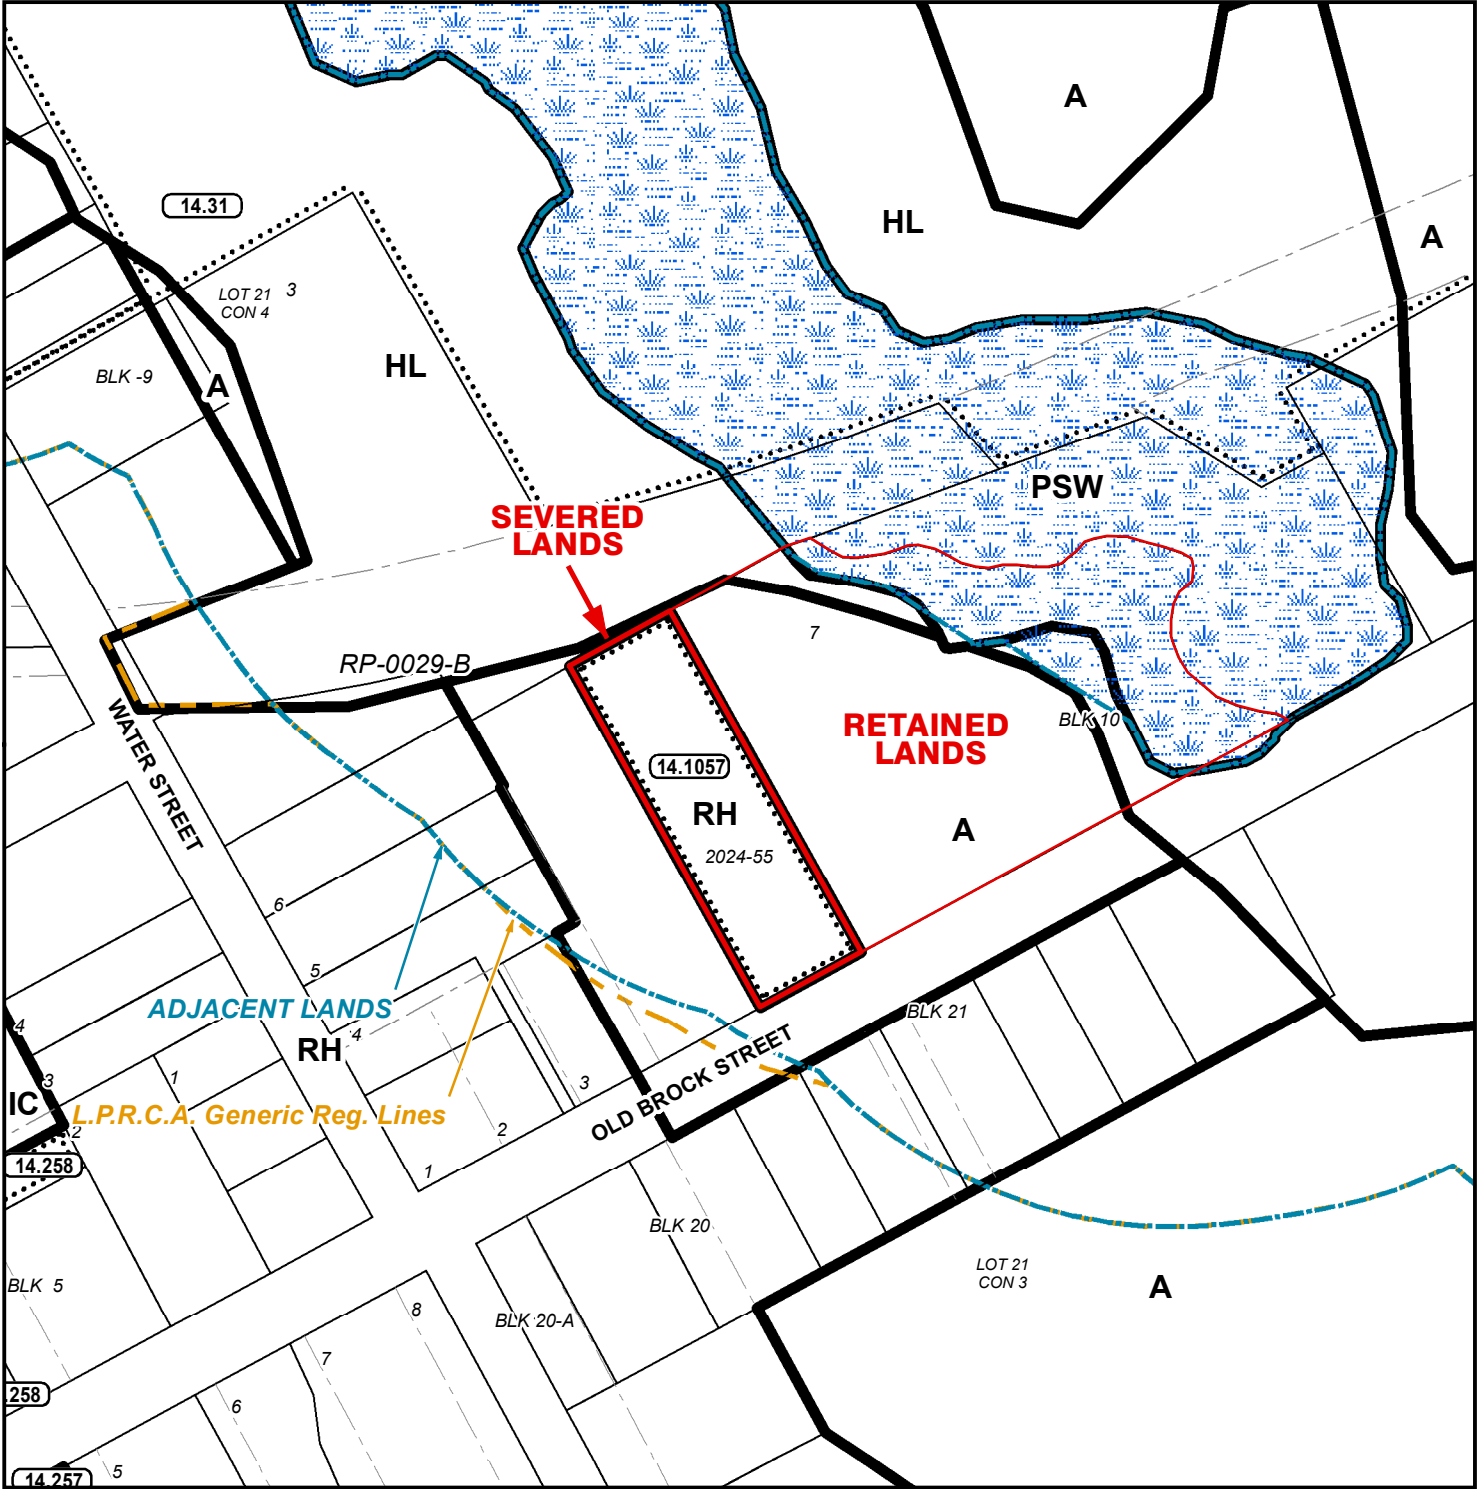 A
14.31
HL
A
LOT 21
CON 4
3
HL
BLK -9
A
PSW
SEVERED
LANDS
7
RP-0029-B
BLK 10
RETAINED
LANDS
WATER STREET
14.1057
RH
A
2024-55
6
5
ADJACENT LANDS
BLK 21
4
4
RH
OLD BROCK STREET
1
3
3
IC
L.P.R.C.A. Generic Reg. Lines
2
2
14.258
1
BLK 20
LOT 21
CON 3
BLK 5
A
8
BLK 20-A
7
.258
6
5
14.257